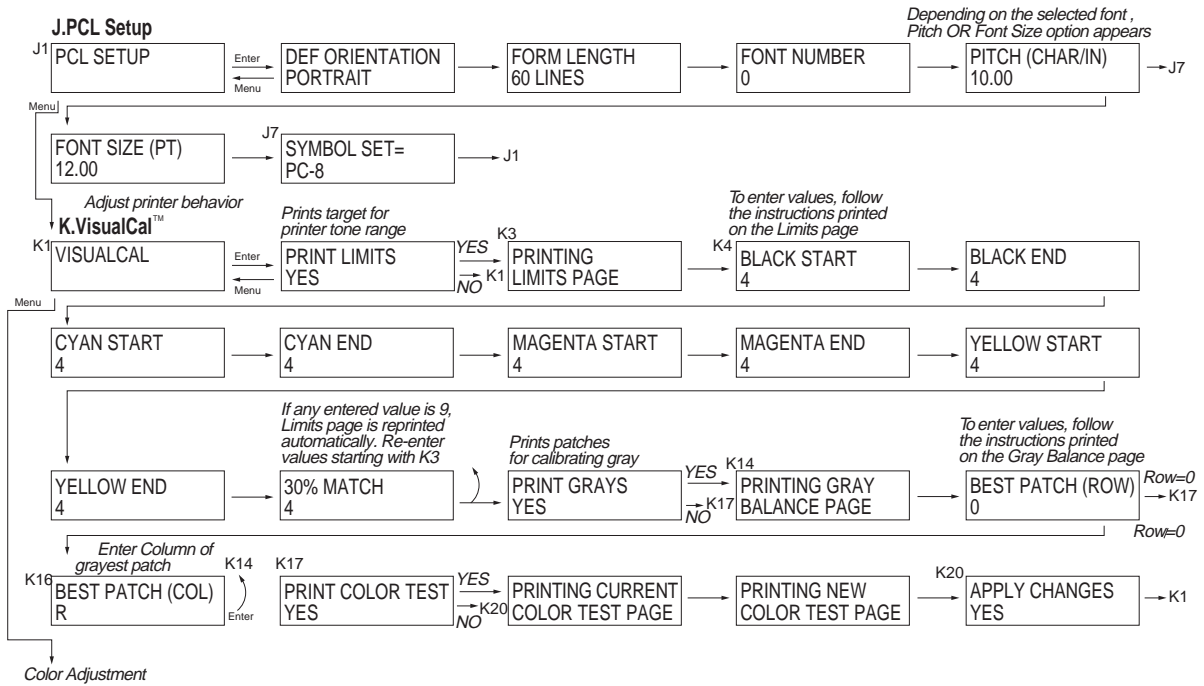 J.PCL Setup
Depending on the selected font ,
Pitch OR Font Size option appears
J1
PCL SETUP
Enter
Menu
DEF ORIENTATION
PORTRAIT
FORM LENGTH
60 LINES
FONT NUMBER
0
PITCH (CHAR/IN)
10.00
J7
Menu
FONT SIZE (PT)
12.00
J7
SYMBOL SET=
PC-8
J1
Adjust printer behavior
K.VisualCal™
K1
VISUALCAL
Enter
Menu
Prints target for
printer tone range
PRINT LIMITS
YES
YES
NO
K1
K3
PRINTING
LIMITS PAGE
To enter values, follow
the instructions printed
on the Limits page
K4
BLACK START
4
BLACK END
4
Menu
CYAN START
4
CYAN END
4
MAGENTA START
4
MAGENTA END
4
YELLOW START
4
YELLOW END
4
If any entered value is 9,
Limits page is reprinted
automatically. Re-enter
values starting with K3
30% MATCH
4
Prints patches
for calibrating gray
PRINT GRAYS
YES
YES
NO
K17
K14
PRINTING GRAY
BALANCE PAGE
To enter values, follow
the instructions printed
on the Gray Balance page
BEST PATCH (ROW)
0
Row=0
K17
Row≠0
Enter Column of
grayest patch
K16
BEST PATCH (COL)
R
K14
Enter
K17
PRINT COLOR TEST
YES
YES
NO
K20
PRINTING CURRENT
COLOR TEST PAGE
PRINTING NEW
COLOR TEST PAGE
K20
APPLY CHANGES
YES
K1
Color Adjustment